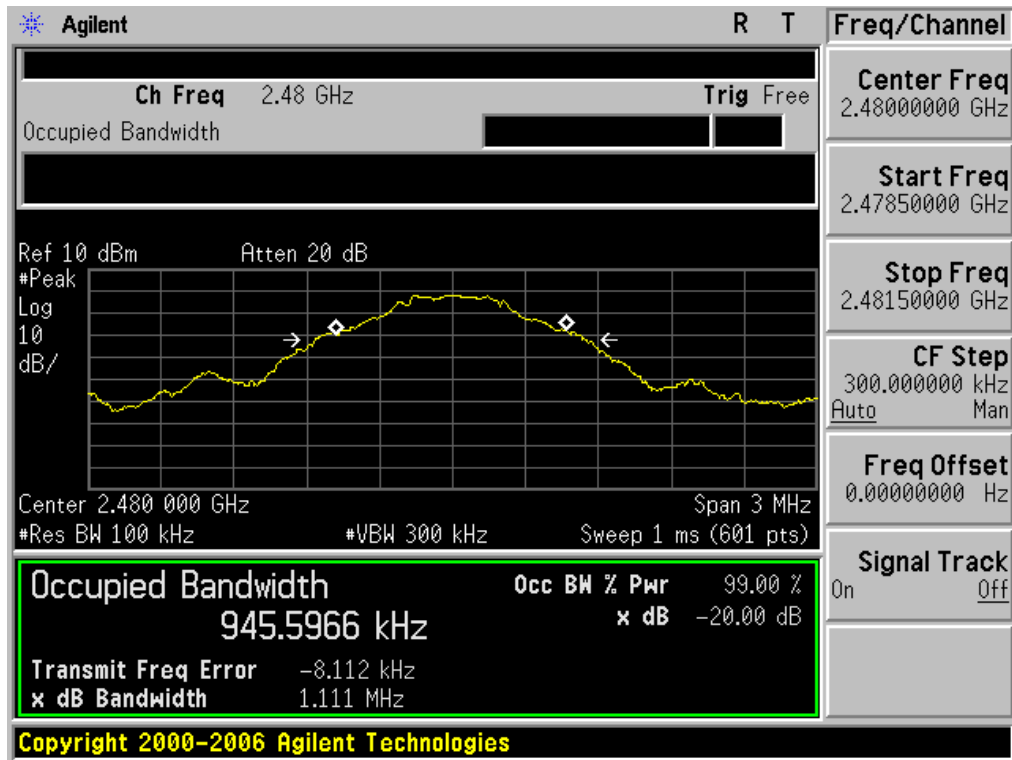 Agilent R T
Ch Freq 2.48 GHz Trig Free
Occupied Bandwidth
Ref 10 dBm Atten 20 dB
#Peak
Log
10
dB/
Center 2.480 000 GHz Span 3 MHz
#Res BW 100 kHz #VBW 300 kHz Sweep 1 ms (601 pts)
Occupied Bandwidth
945.5966 kHz
Occ BW % Pwr 99.00 %
x dB -20.00 dB
Transmit Freq Error -8.112 kHz
x dB Bandwidth 1.111 MHz
Copyright 2000-2006 Agilent Technologies
Freq/Channel
Center Freq
2.48000000 GHz
Start Freq
2.47850000 GHz
Stop Freq
2.48150000 GHz
CF Step
300.000000 kHz
Auto Man
Freq Offset
0.00000000 Hz
Signal Track
On Off